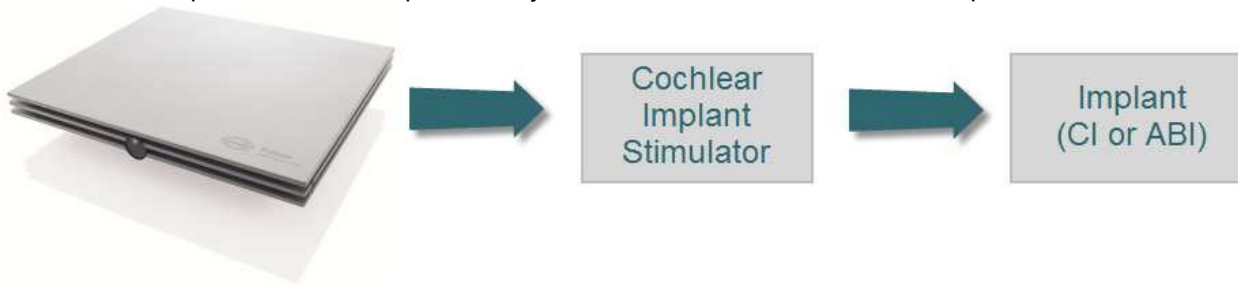 Cochlear
Implant
Stimulator
Implant
(CI or ABI)